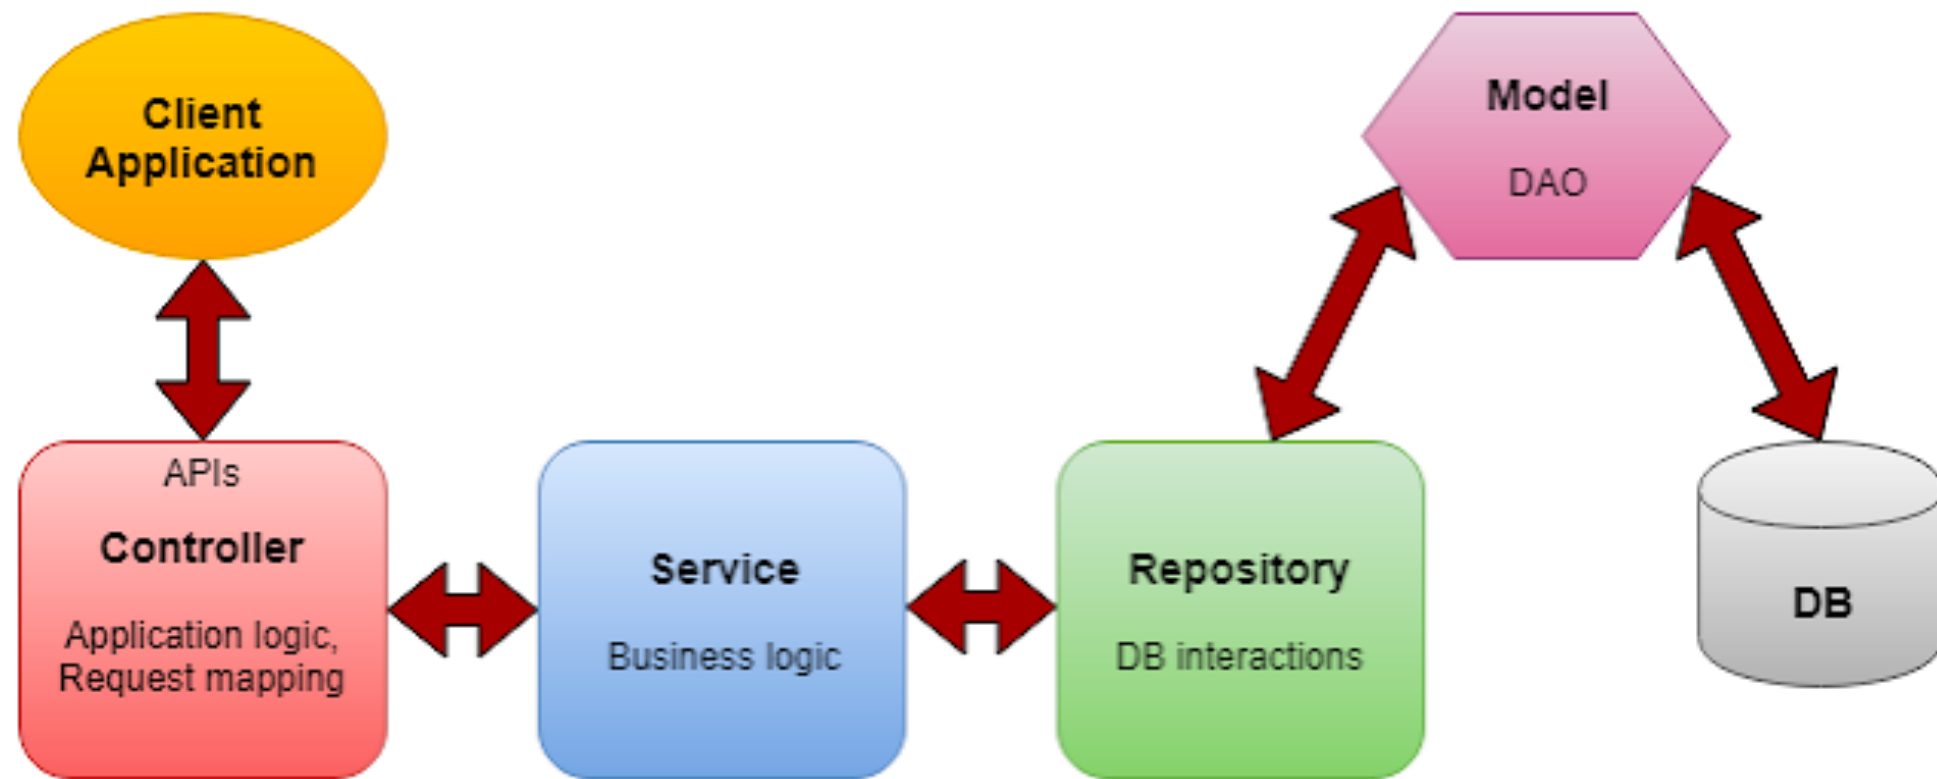 Client
Application
Model
DAO
APIs
Controller
Application logic,
Request mapping
Service
Business logic
Repository
DB interactions
DB